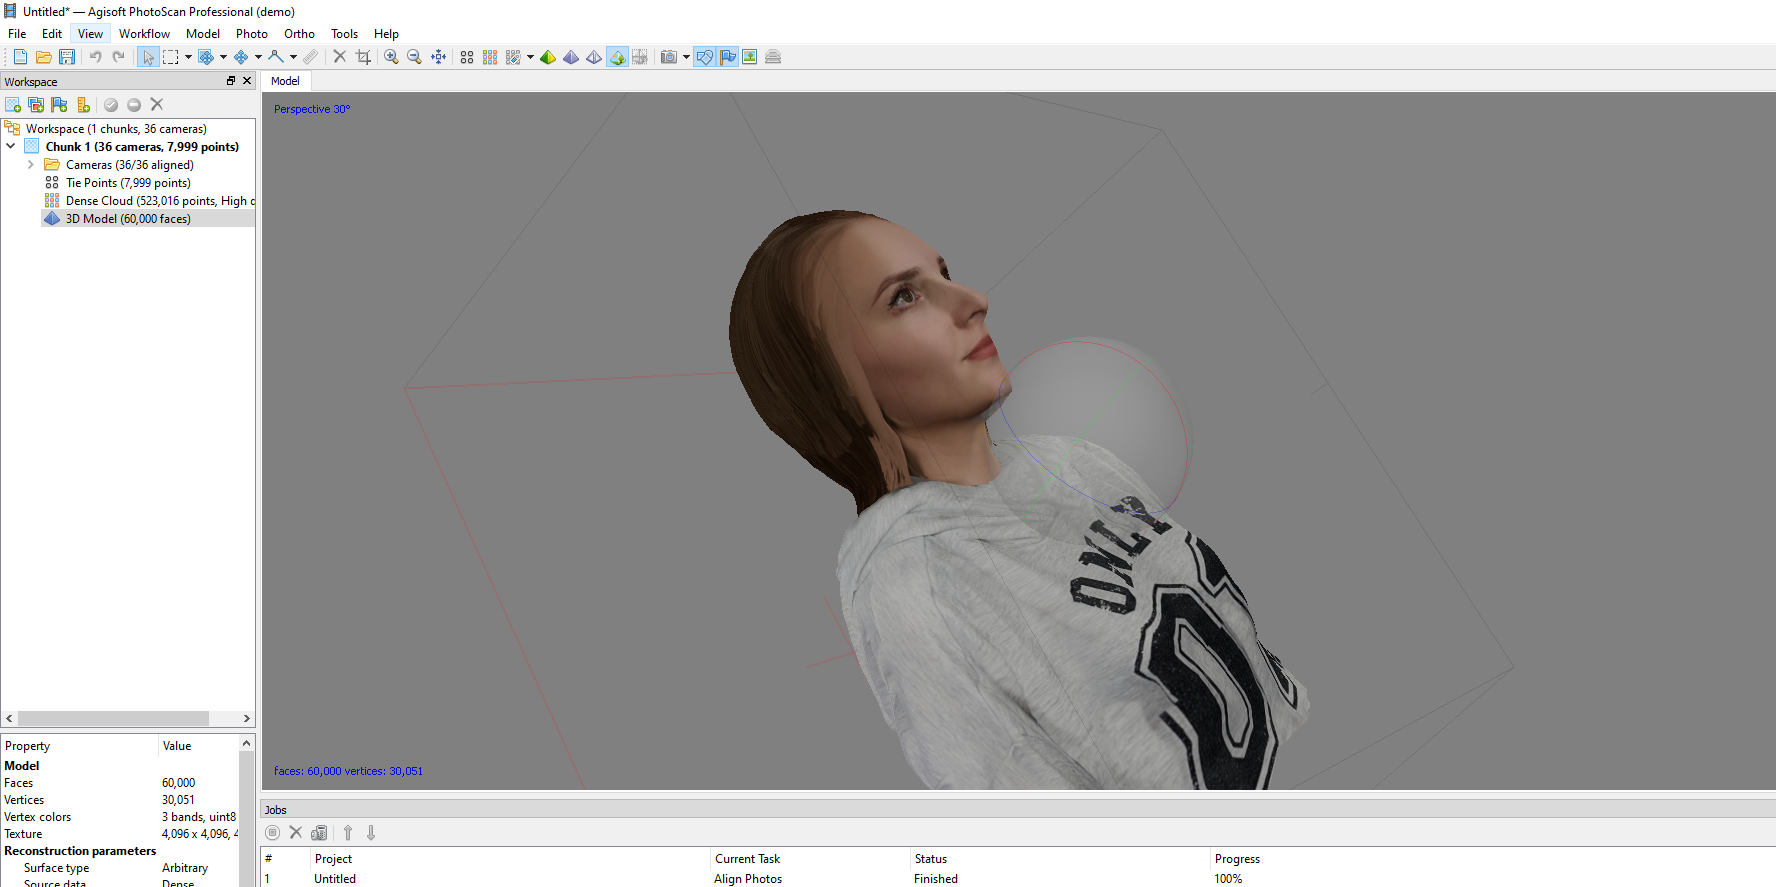 Untitled* — Agisoft PhotoScan Professional (demo)
File Edit View Workflow Model Photo Ortho Tools Help
Workspace
Model
Workspace (1 chunks, 36 cameras)
Chunk 1 (36 cameras, 7,999 points)
Cameras (36/36 aligned)
Tie Points (7,999 points)
Dense Cloud (523,016 points, High
3D Model (60,000 faces)
Perspective 30°
ONLY
faces: 60,000 vertices: 30,051
Property Value
Model
Faces 60,000
Vertices 30,051
Vertex colors 3 bands, uint8
Texture 4,096 x 4,096, 4
Reconstruction parameters
Surface type Arbitrary
Source data Dense
Jobs
# Project Current Task Status Progress
1 Untitled Align Photos Finished 100%